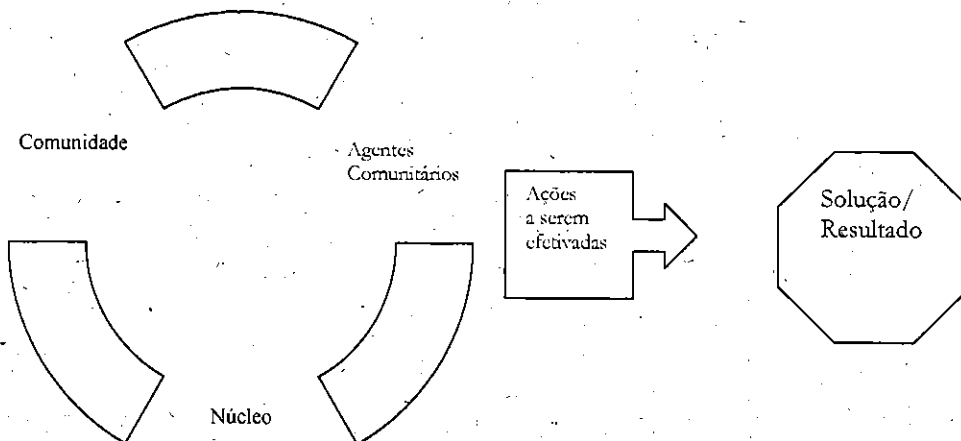 Comunidade
Agentes
Comunitários
Ações
a serem
efetivadas
Solução/
Resultado
Núcleo